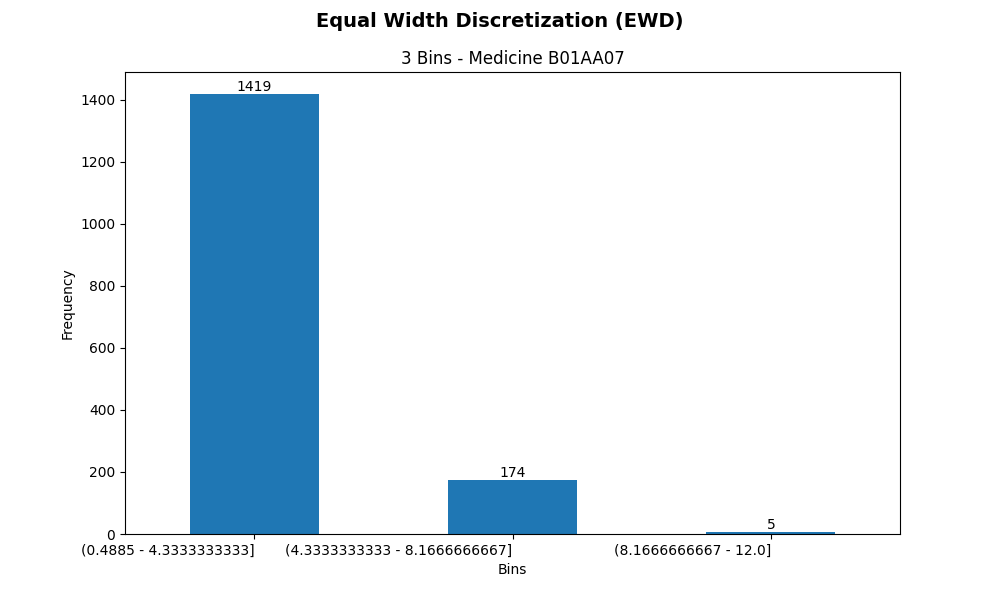 Equal Width Discretization (EWD)
3 Bins - Medicine B01AA07
1419
174
5
1400
1200
1000
800
600
400
200
0
Frequency
(0.4885 - 4.3333333333]
(4.3333333333 - 8.1666666667]
(8.1666666667 - 12.0]
Bins